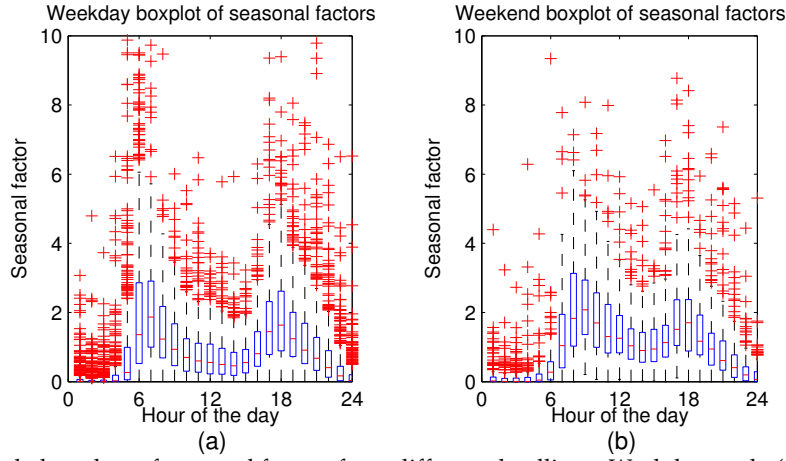 Weekday boxplot of seasonal factors
10
8
6
4
2
0
Seasonal factor
0 6 12 18 24
Hour of the day
(a)
Weekend boxplot of seasonal factors
10
8
6
4
2
0
Seasonal factor
0 6 12 18 24
Hour of the day
(b)